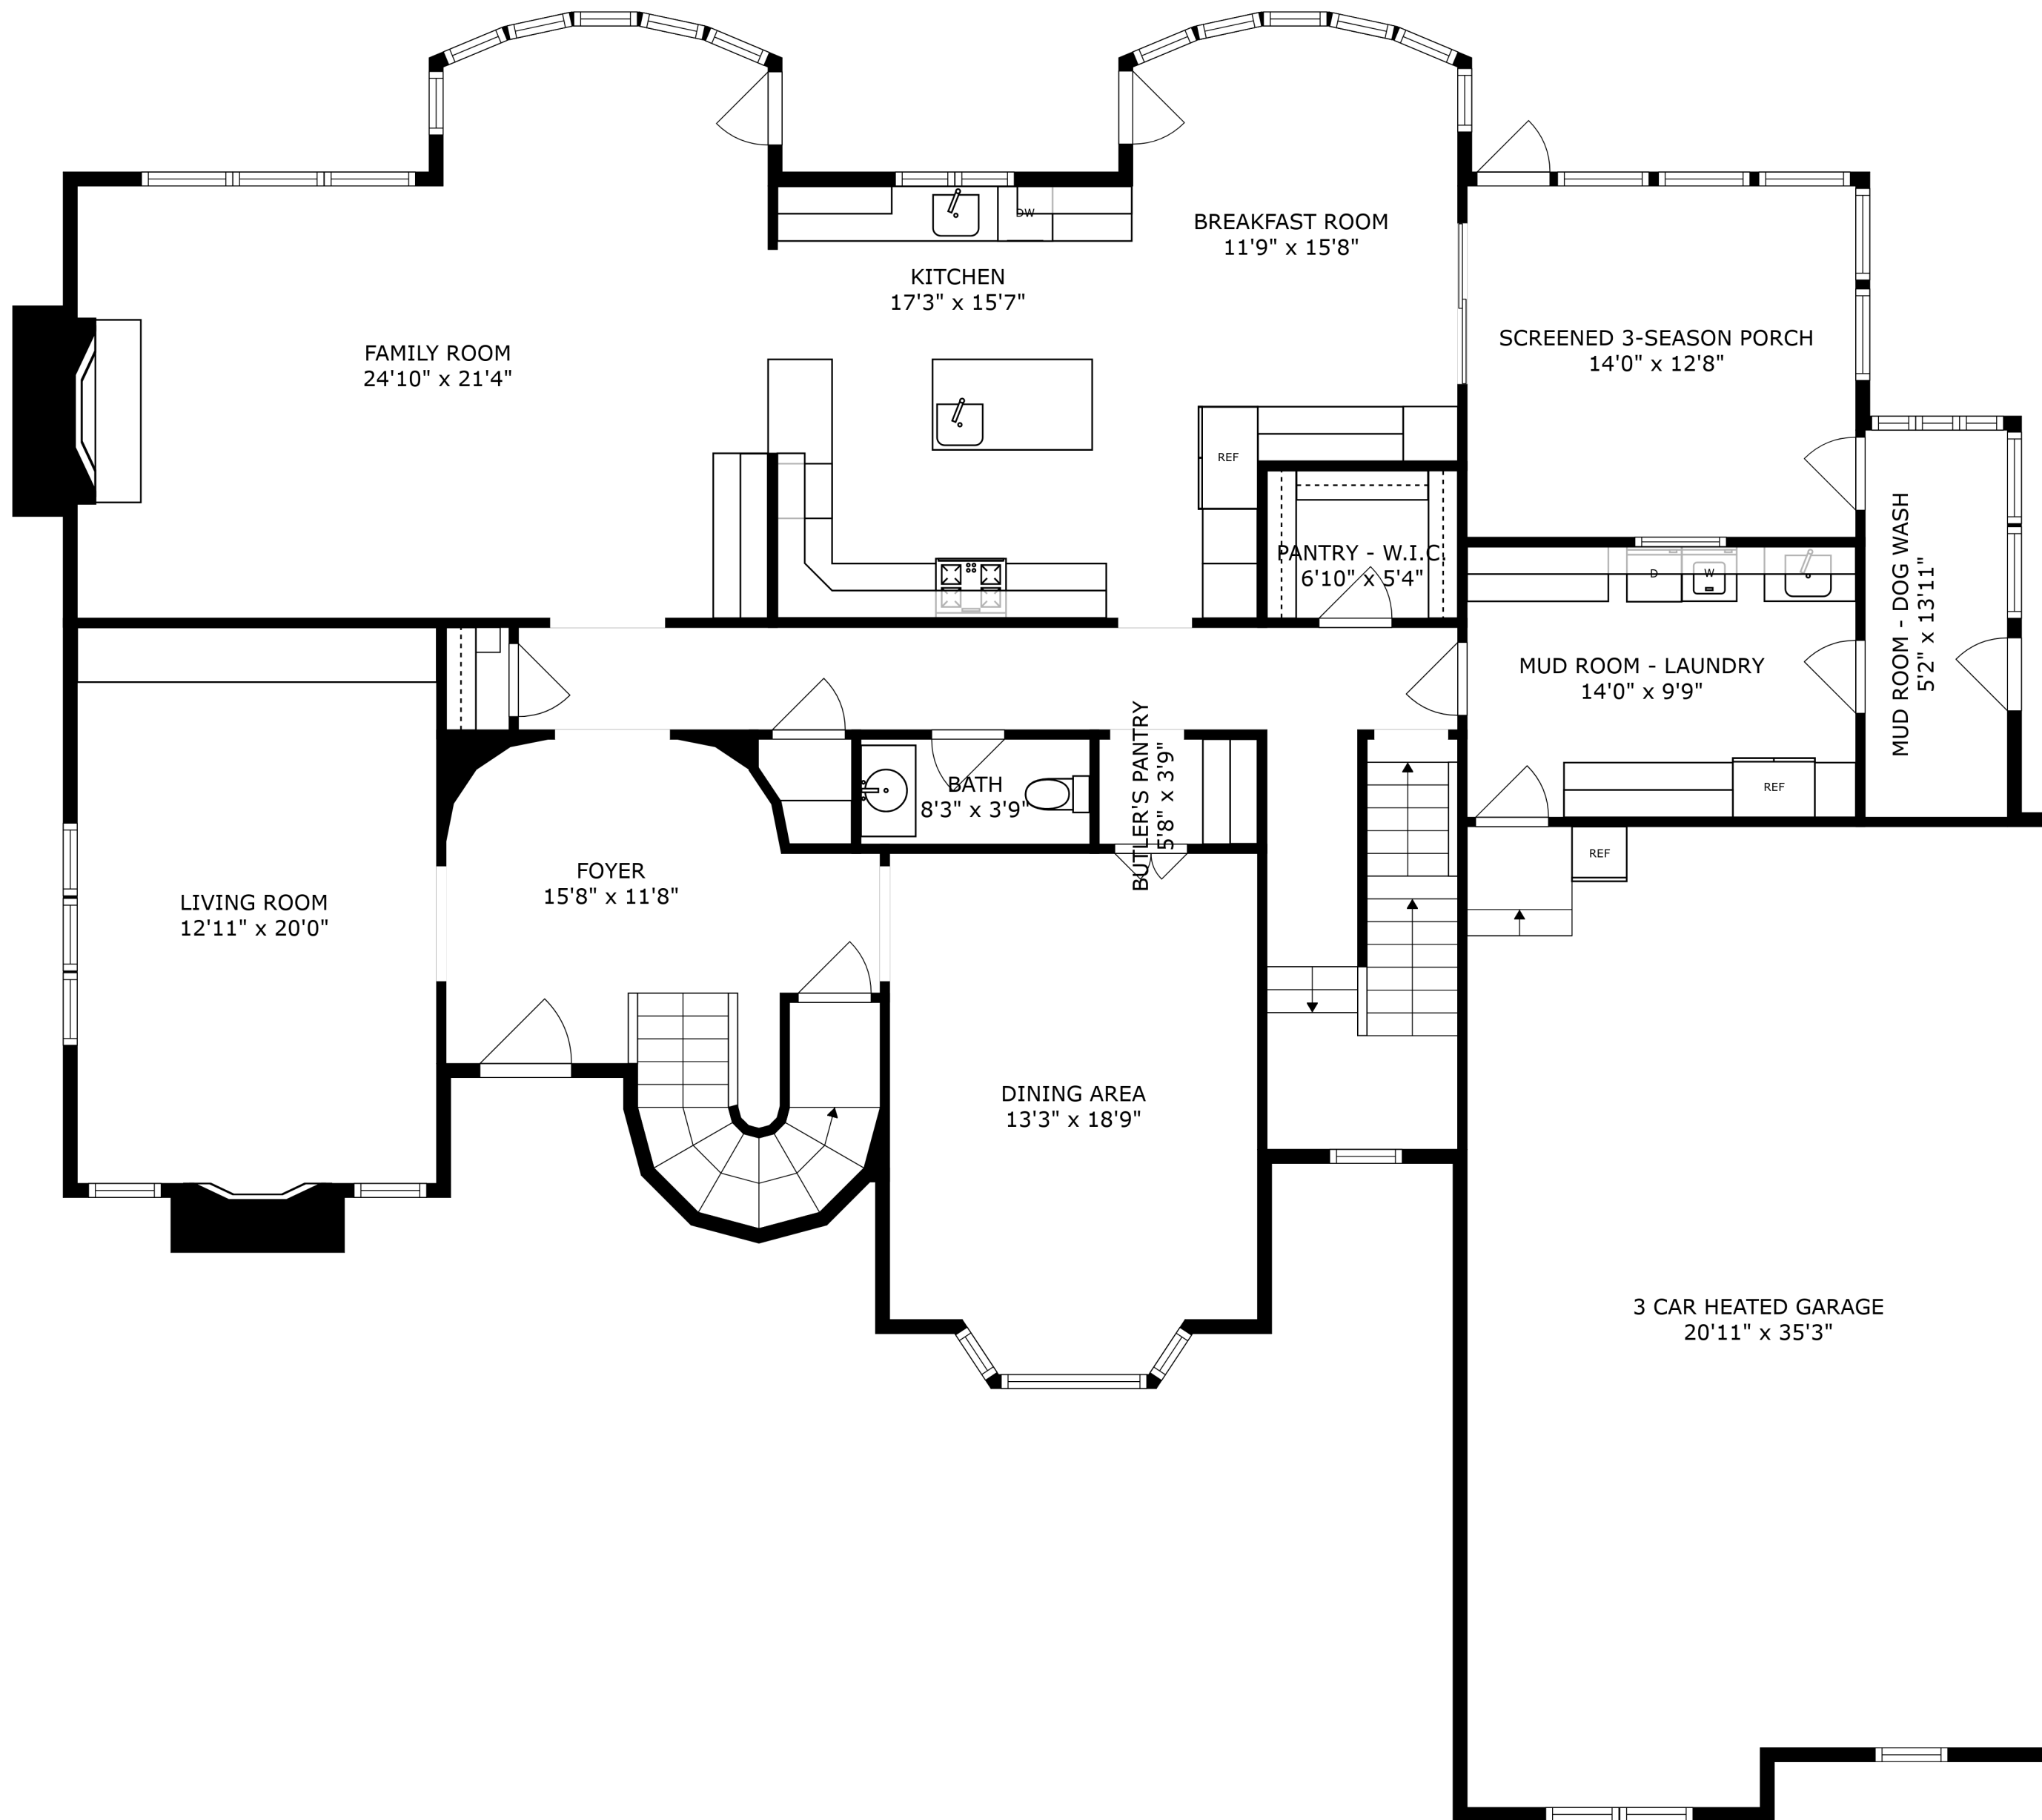 BREAKFAST ROOM
11'9" x 15'8"
DW
KITCHEN
17'3" x 15'7"
FAMILY ROOM
24'10" x 21'4"
SCREENED 3-SEASON PORCH
14'0" x 12'8"
REF
PANTRY - W.I.C.
6'10" x 5'4"
D
W
MUD ROOM - DOG WASH
5'2" x 13'11"
MUD ROOM - LAUNDRY
14'0" x 9'9"
REF
BATH
8'3" x 3'9"
BUTLER'S PANTRY
5'8" x 3'9"
REF
FOYER
15'8" x 11'8"
LIVING ROOM
12'11" x 20'0"
DINING AREA
13'3" x 18'9"
3 CAR HEATED GARAGE
20'11" x 35'3"